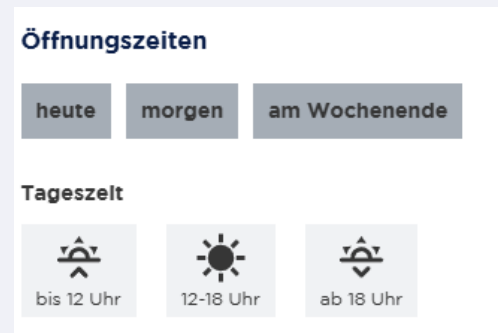 Öffnungszeiten
heute morgen am Wochenende
Tageszeit
bis 12 Uhr 12-18 Uhr ab 18 Uhr